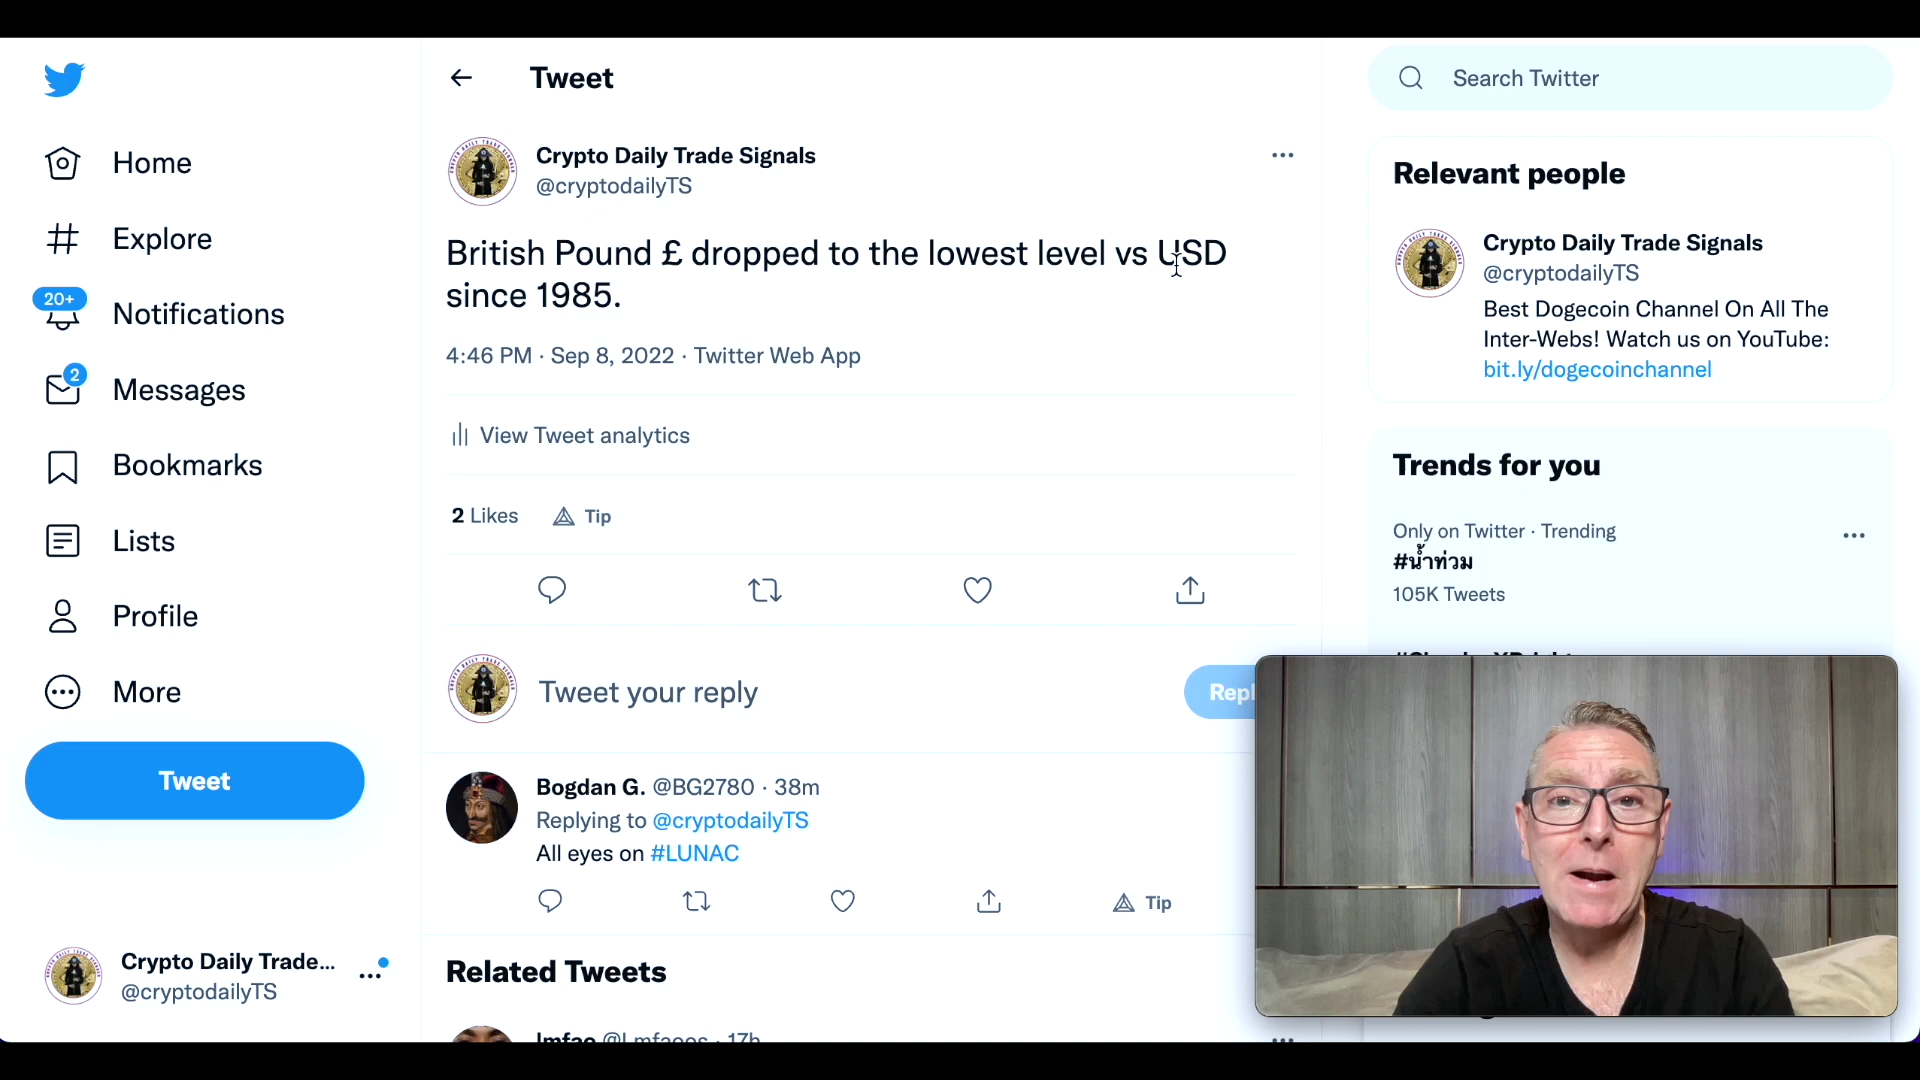 Tweet
Search Twitter
Home
Explore
20+
Notifications
2
Messages
Bookmarks
Lists
Profile
More
Tweet
Crypto Daily Trade...
@cryptodailyTS
Crypto Daily Trade Signals
@cryptodailyTS
British Pound £ dropped to the lowest level vs USD
since 1985.
4:46 PM · Sep 8, 2022 · Twitter Web App
View Tweet analytics
2 Likes
Tip
Tweet your reply
Bogdan G. @BG2780 · 38m
Replying to @cryptodailyTS
All eyes on #LUNAC
Tip
Related Tweets
Relevant people
Crypto Daily Trade Signals
@cryptodailyTS
Best Dogecoin Channel On All The
Inter-Webs! Watch us on YouTube:
bit.ly/dogecoinchannel
Trends for you
Only on Twitter · Trending
#น้ำท่วม
105K Tweets